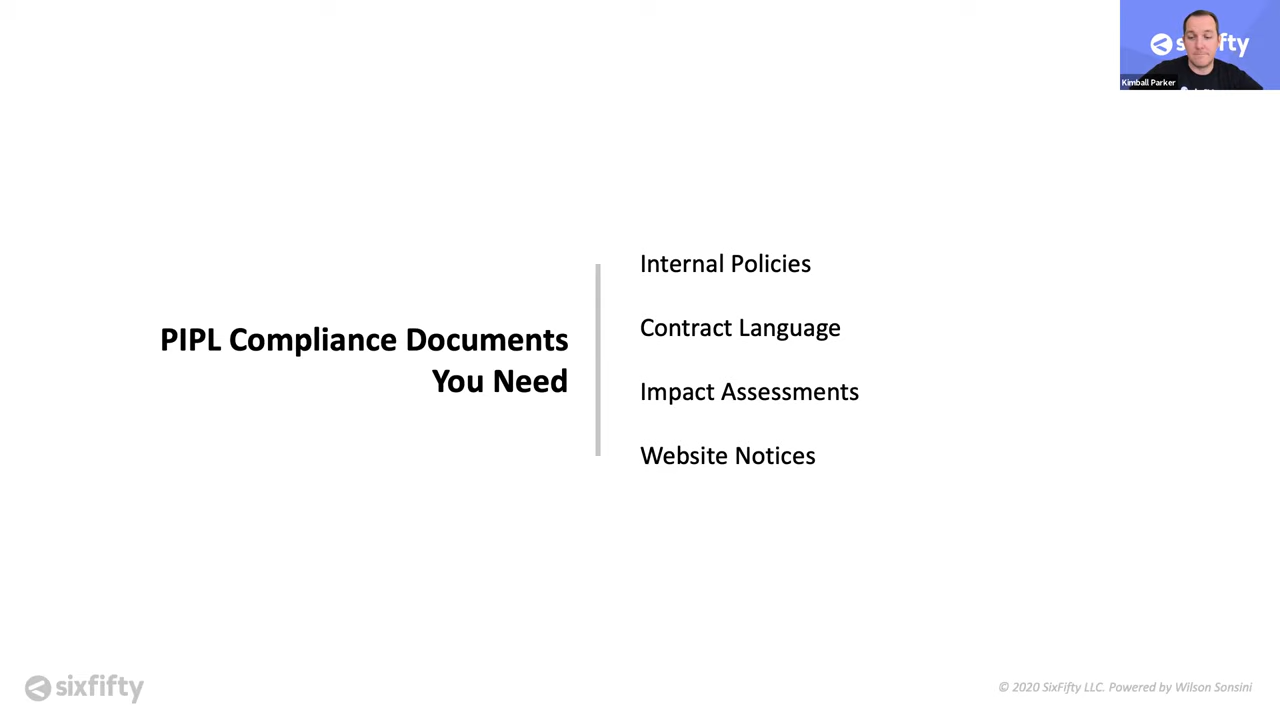 sixfifty
Kimball Parker
Internal Policies
Contract Language
PIPL Compliance Documents
You Need
Impact Assessments
Website Notices
sixfifty
© 2020 SixFifty LLC. Powered by Wilson Sonsini